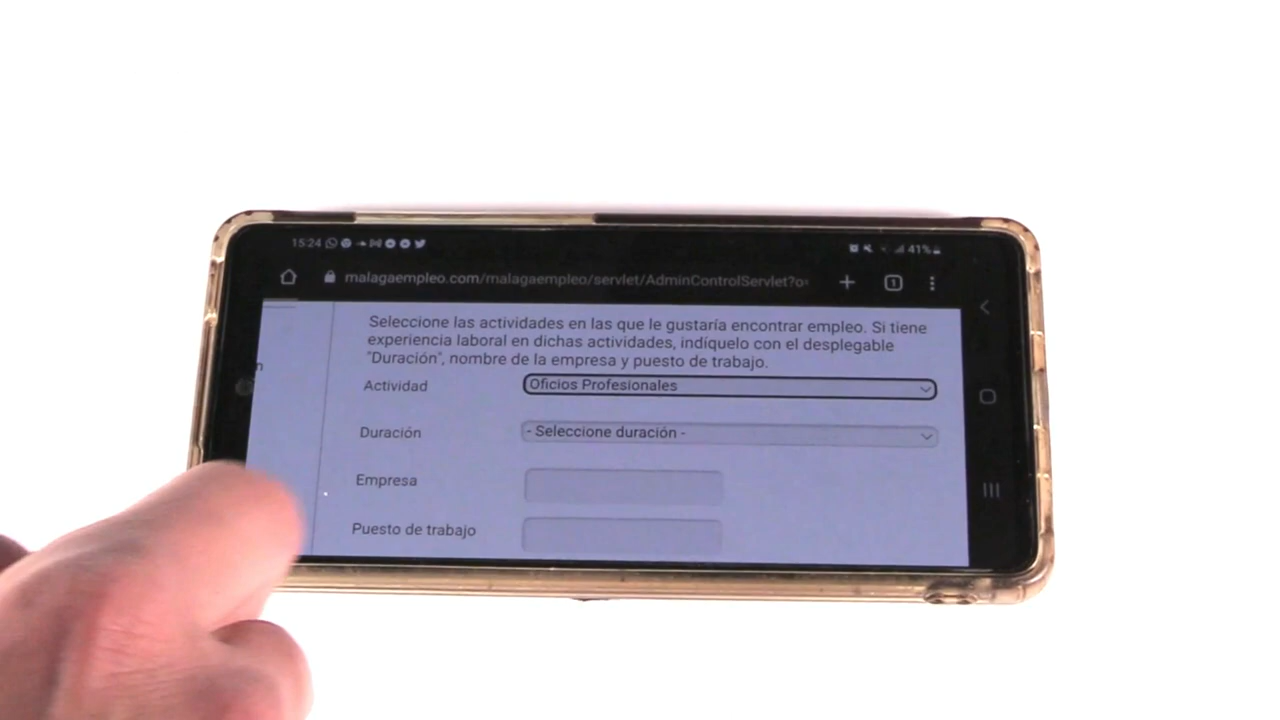 15:24
41%
malagaempleo.com/malagaempleo/servlet/AdminControlServlet?o
Seleccione las actividades en las que le gustaría encontrar empleo. Si tiene
experiencia laboral en dichas actividades, indíquelo con el desplegable
"Duración", nombre de la empresa y puesto de trabajo.
n
Actividad
Oficios Profesionales
Duración
- Seleccione duración -
Empresa
Puesto de trabajo